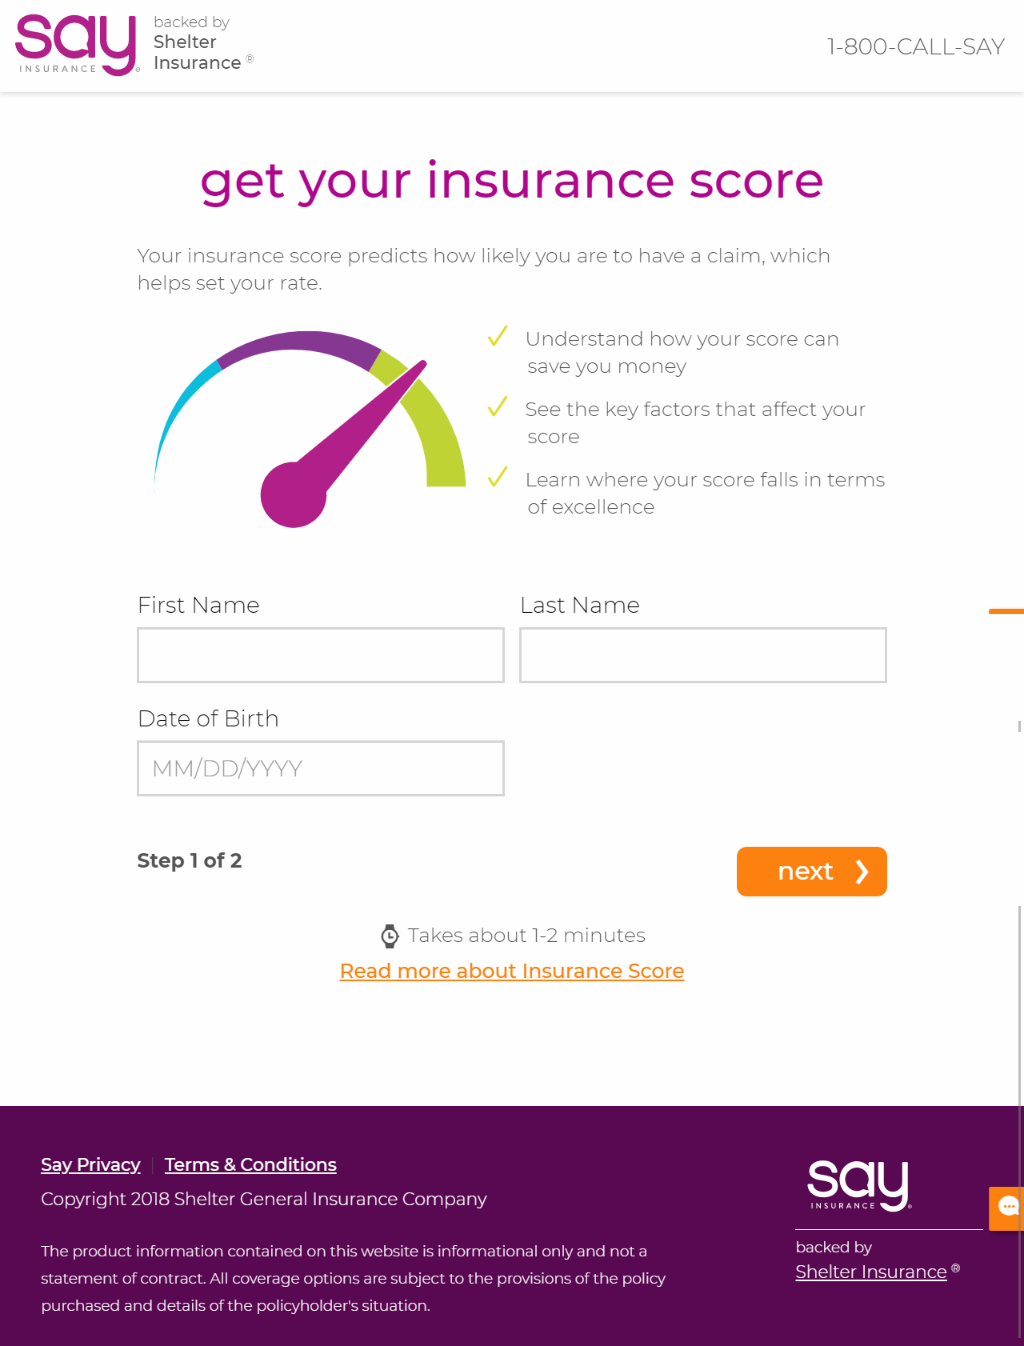 say
INSURANCE
backed by
Shelter
Insurance ®
1-800-CALL-SAY
get your insurance score
Your insurance score predicts how likely you are to have a claim, which
helps set your rate.
Understand how your score can
save you money
See the key factors that affect your
score
Learn where your score falls in terms
of excellence
First Name
Last Name
Date of Birth
MM/DD/YYYY
Step 1 of 2
next
Takes about 1-2 minutes
Read more about Insurance Score
Say Privacy
Terms & Conditions
Copyright 2018 Shelter General Insurance Company
The product information contained on this website is informational only and not a
statement of contract. All coverage options are subject to the provisions of the policy
purchased and details of the policyholder's situation.
say
INSURANCE
backed by
Shelter Insurance ®